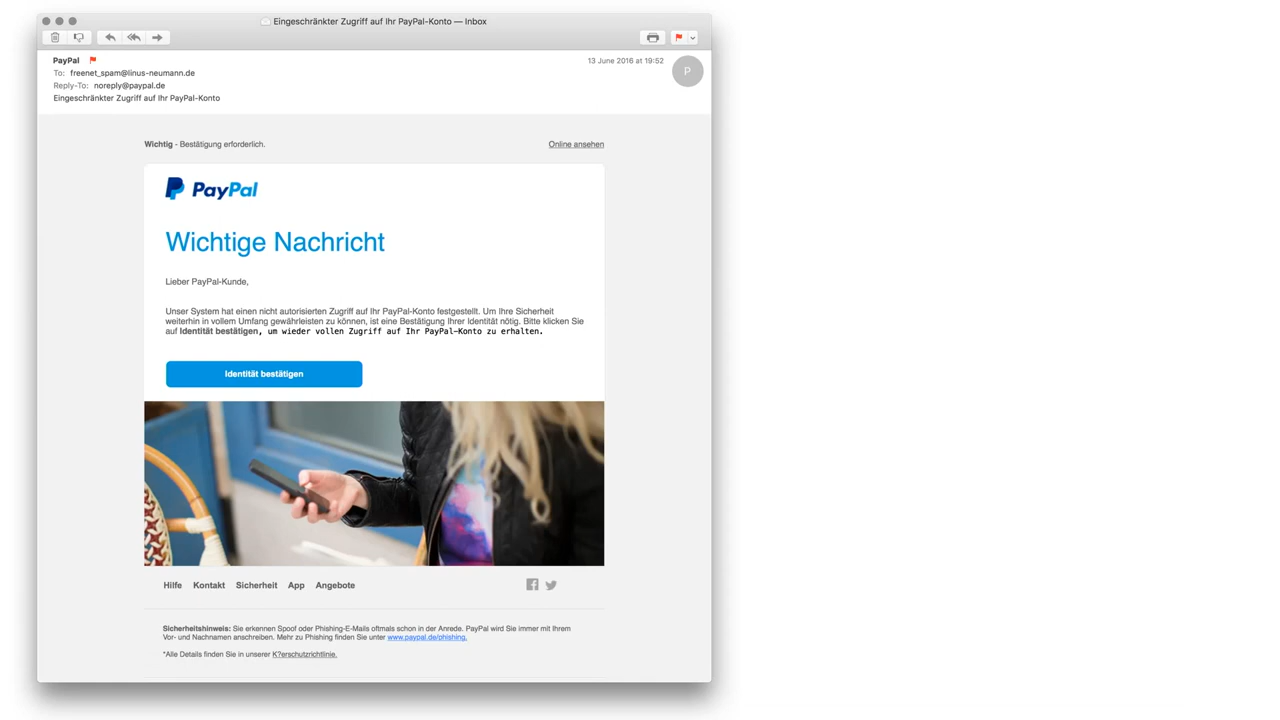 Eingeschränkter Zugriff auf Ihr PayPal-Konto — Inbox
PayPal
13 June 2016 at 19:52
P
To: freenet_spam@linus-neumann.de
Reply-To: noreply@paypal.de
Eingeschränkter Zugriff auf Ihr PayPal-Konto
Wichtig - Bestätigung erforderlich.
Online ansehen
PayPal
Wichtige Nachricht
Lieber PayPal-Kunde,
Unser System hat einen nicht autorisierten Zugriff auf Ihr PayPal-Konto festgestellt. Um Ihre Sicherheit
weiterhin in vollem Umfang gewährleisten zu können, ist eine Bestätigung Ihrer Identität nötig. Bitte klicken Sie
auf Identität bestätigen, um wieder vollen Zugriff auf Ihr PayPal-Konto zu erhalten.
Identität bestätigen
Hilfe Kontakt Sicherheit App Angebote
Sicherheitshinweis: Sie erkennen Spoof oder Phishing-E-Mails oftmals schon in der Anrede. PayPal wird Sie immer mit Ihrem
Vor- und Nachnamen anschreiben. Mehr zu Phishing finden Sie unter www.paypal.de/phishing.
*Alle Details finden Sie in unserer K?erschutzrichtlinie.